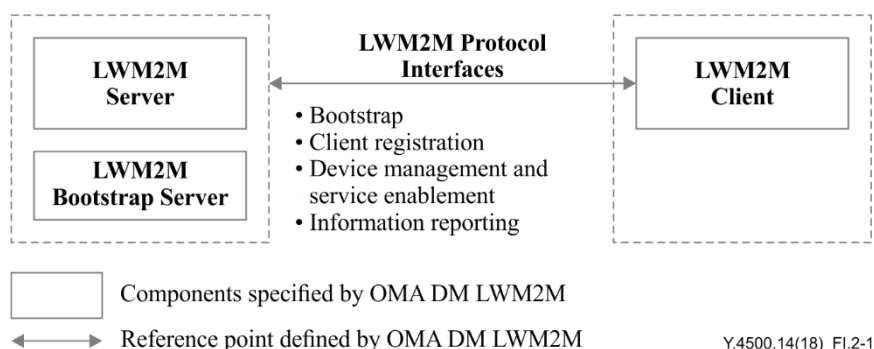 LWM2M
Server
LWM2M
Bootstrap Server
LWM2M Protocol
Interfaces
• Bootstrap
• Client registration
• Device management and
service enablement
• Information reporting
LWM2M
Client
Components specified by OMA DM LWM2M
Reference point defined by OMA DM LWM2M
Y.4500.14(18)_FI.2-1